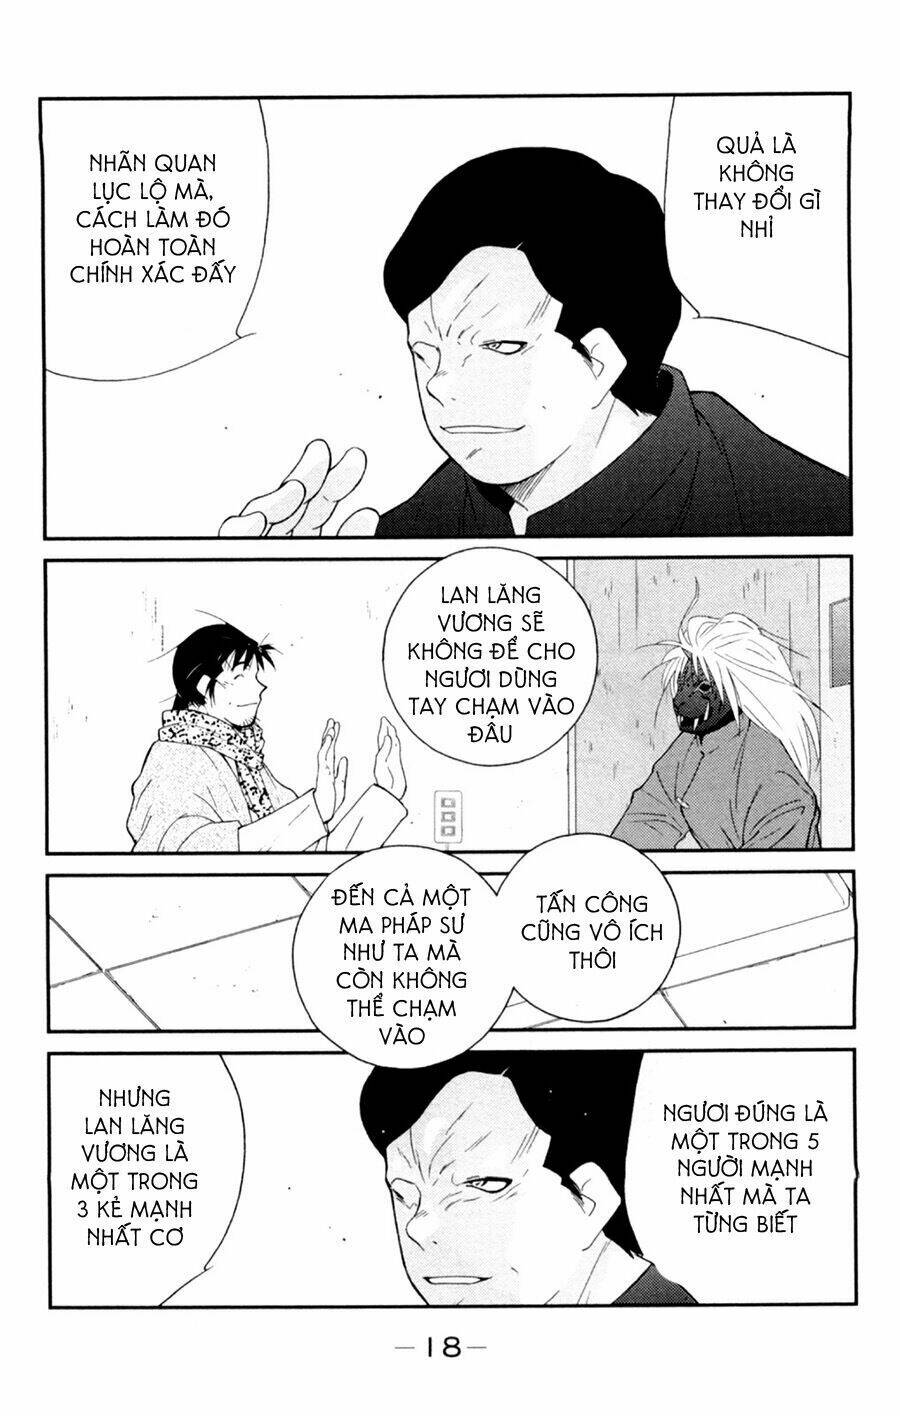 QUẢ LÀ
KHÔNG
THAY ĐỔI GÌ
NHỈ
NHÃN QUAN
LỤC LỘ MÀ,
CÁCH LÀM ĐÓ
HOÀN TOÀN
CHÍNH XÁC ĐẤY
LAN LĂNG
VƯƠNG SẼ
KHÔNG ĐỂ CHO
NGƯƠI DÙNG
TAY CHẠM VÀO
ĐÂU
TẤN CÔNG
CŨNG VÔ ÍCH
THÔI
ĐẾN CẢ MỘT
MA PHÁP SƯ
NHƯ TA MÀ
CÒN KHÔNG
THỂ CHẠM
VÀO
NGƯƠI ĐÚNG LÀ
MỘT TRONG 5
NGƯỜI MẠNH
NHẤT MÀ TA
TỪNG BIẾT
NHƯNG
LAN LĂNG
VƯƠNG LÀ
MỘT TRONG
3 KẺ MẠNH
NHẤT CƠ
—18—